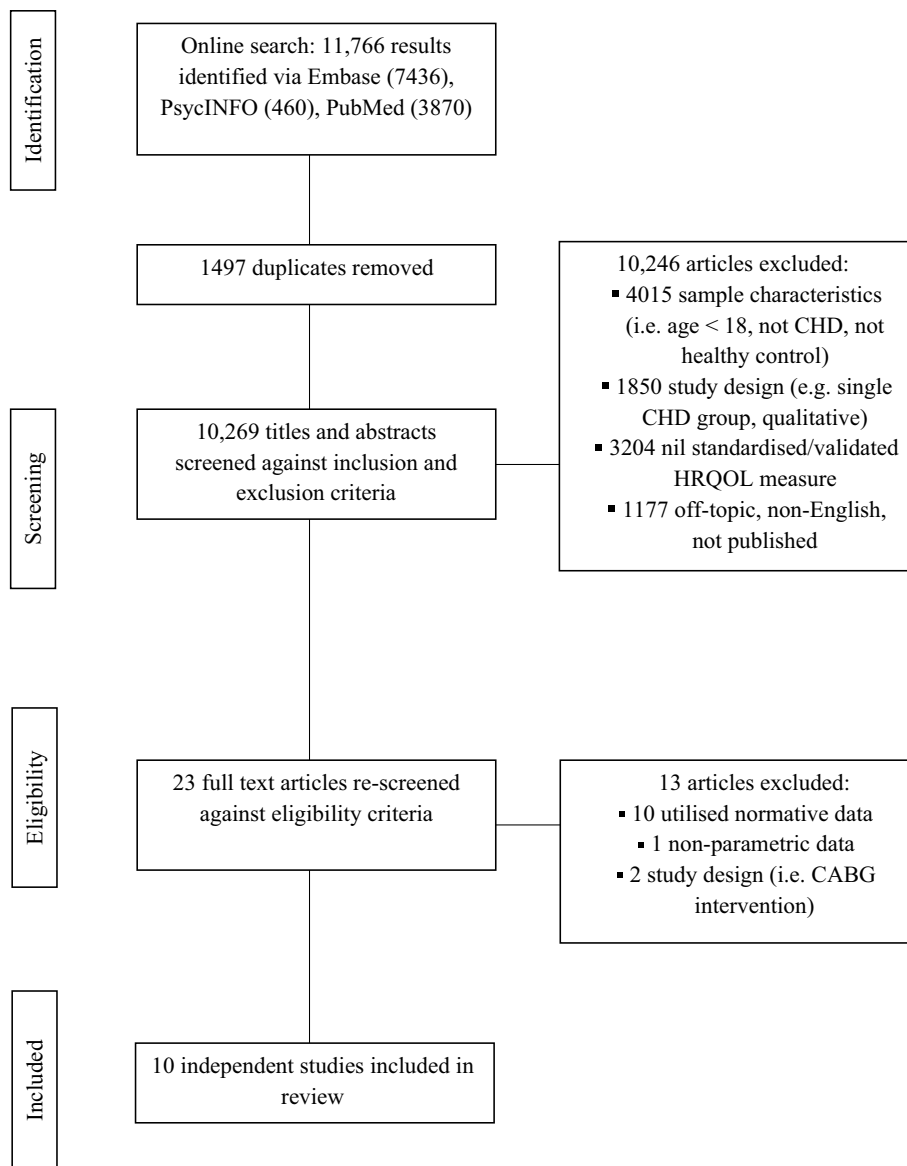 Identification
Online search: 11,766 results
identified via Embase (7436),
PsycINFO (460), PubMed (3870)
1497 duplicates removed
Screening
10,269 titles and abstracts
screened against inclusion and
exclusion criteria
10,246 articles excluded:
▪ 4015 sample characteristics
(i.e. age < 18, not CHD, not
healthy control)
▪ 1850 study design (e.g. single
CHD group, qualitative)
▪ 3204 nil standardised/validated
HRQOL measure
▪ 1177 off-topic, non-English,
not published
Eligibility
23 full text articles re-screened
against eligibility criteria
13 articles excluded:
▪ 10 utilised normative data
▪ 1 non-parametric data
▪ 2 study design (i.e. CABG
intervention)
Included
10 independent studies included in
review